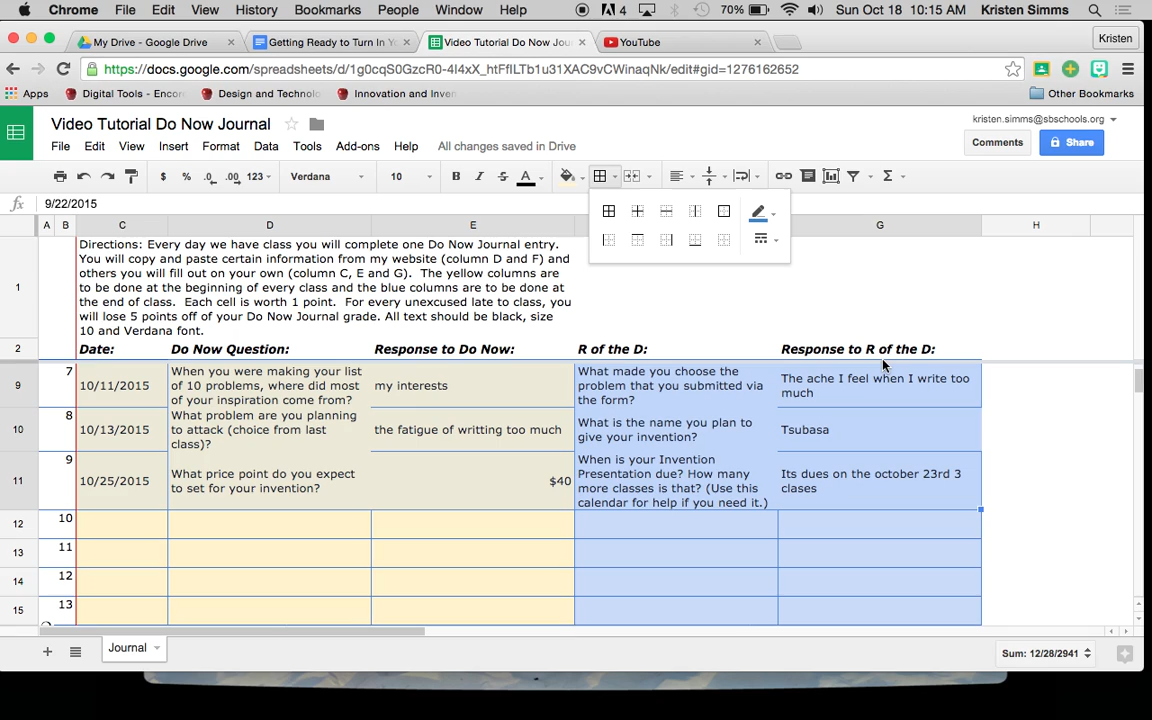 Chrome File Edit View History Bookmarks People Window Help 4 70% Sun Oct 18 10:15 AM Kristen Simms
My Drive - Google Drive × Getting Ready to Turn In Y × Video Tutorial Do Now Jour × YouTube × Kristen
https://docs.google.com/spreadsheets/d/1g0cqS0GzcR0-4l4xX_htFfILTb1u31XAC9vCWinaqNk/edit#gid=1276162652
Apps Digital Tools - Encor Design and Technolo Innovation and Inven Other Bookmarks
Video Tutorial Do Now Journal
kristen.simms@sbschools.org
File Edit View Insert Format Data Tools Add-ons Help All changes saved in Drive Comments Share
$ % .0 .00 123 Verdana 10 B I S A Σ
fx 9/22/2015
A B C D E G H
1
Directions: Every day we have class you will complete one Do Now Journal entry.
You will copy and paste certain information from my website (column D and F) and
others you will fill out on your own (column C, E and G). The yellow columns are
to be done at the beginning of every class and the blue columns are to be done at
the end of class. Each cell is worth 1 point. For every unexcused late to class, you
will lose 5 points off of your Do Now Journal grade. All text should be black, size
10 and Verdana font.
2 Date: Do Now Question: Response to Do Now: R of the D: Response to R of the D:
9 7 10/11/2015
When you were making your list
of 10 problems, where did most
of your inspiration come from?
my interests
What made you choose the
problem that you submitted via
the form?
The ache I feel when I write too
much
10 8 10/13/2015
What problem are you planning
to attack (choice from last
class)?
the fatigue of writting too much
What is the name you plan to
give your invention?
Tsubasa
11 9 10/25/2015
What price point do you expect
to set for your invention?
$40
When is your Invention
Presentation due? How many
more classes is that? (Use this
calendar for help if you need it.)
Its dues on the october 23rd 3
clases
12 10
13 11
14 12
15 13
Journal
Sum: 12/28/2941